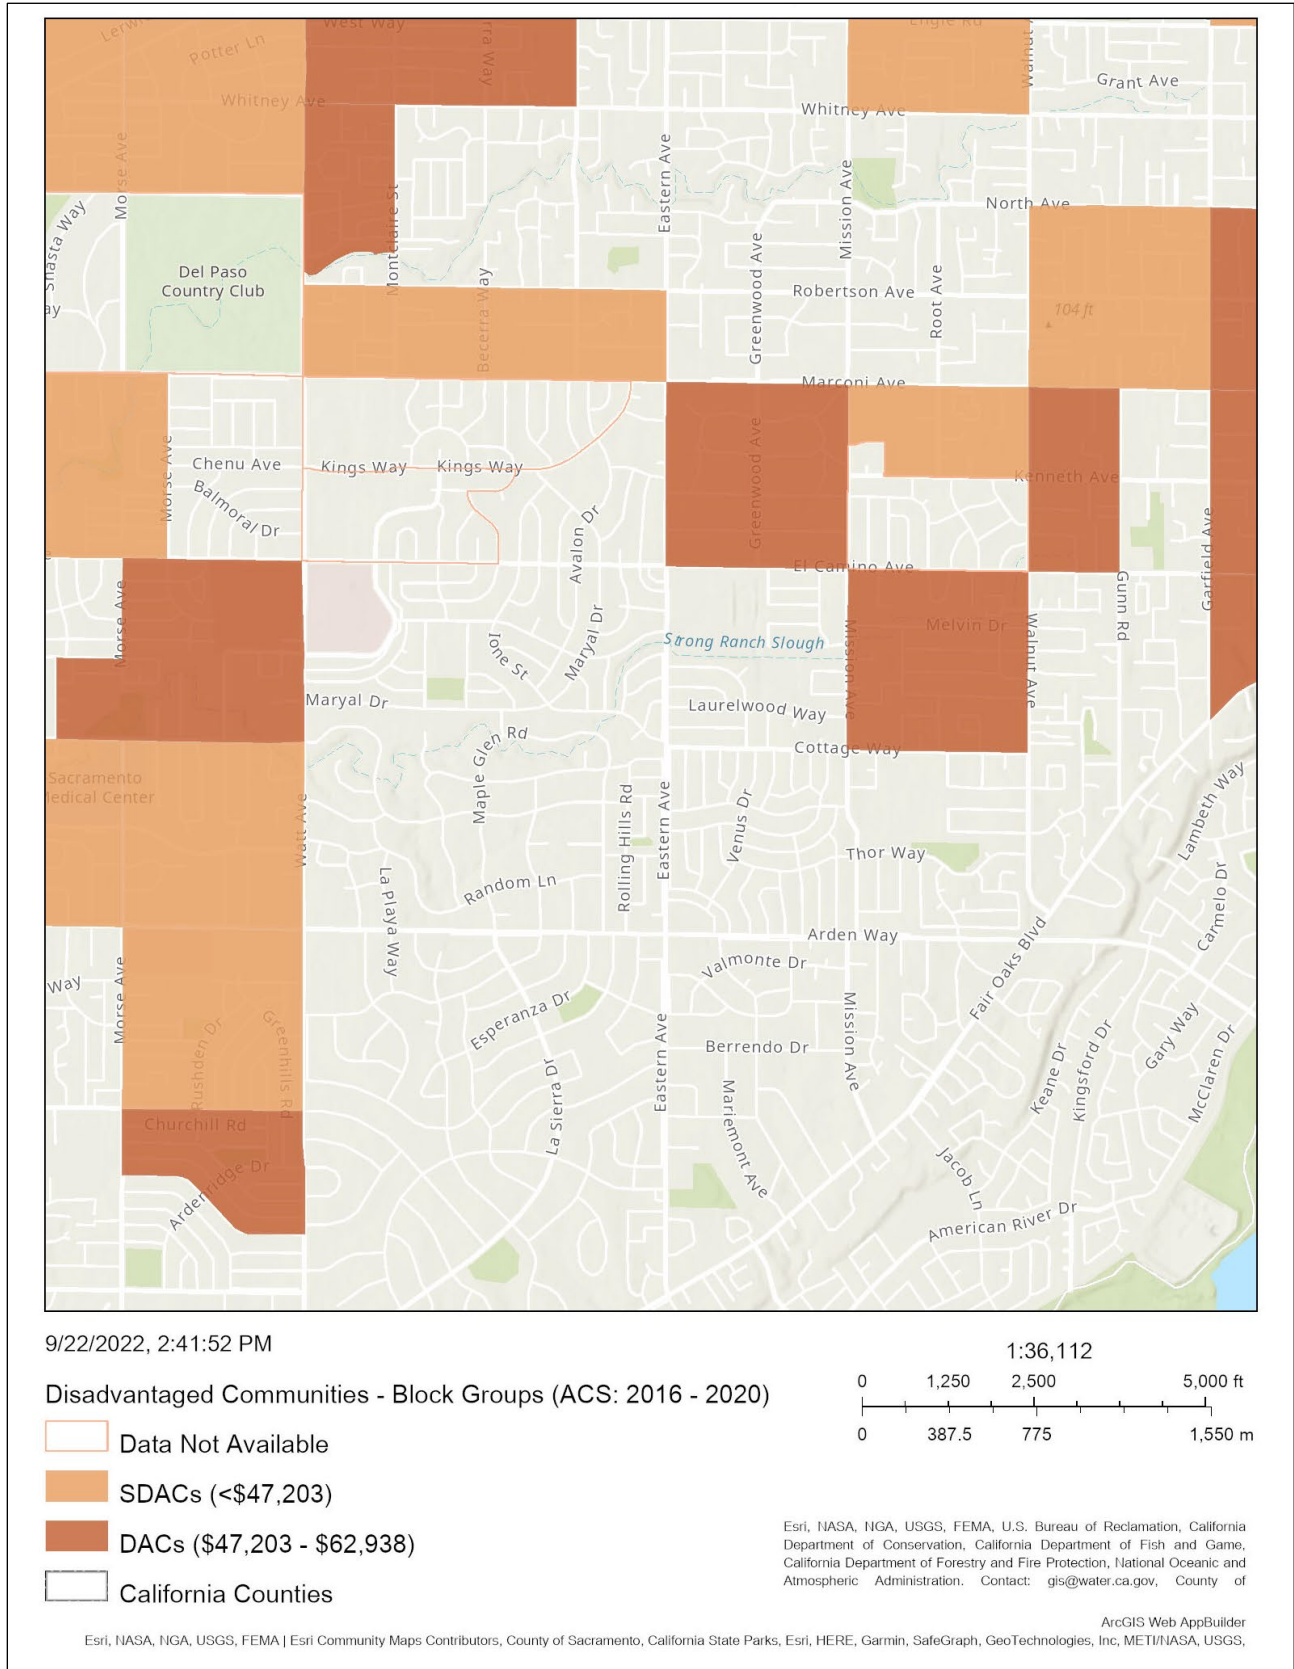 West Way
Engle Rd
Potter Ln
Grant Ave
Whitney Ave
Whitney Ave
Morse Ave
Eastern Ave
Mission Ave
North Ave
Shasta Way
Montclaire St
Del Paso
Country Club
Becerra Way
Greenwood Ave
Robertson Ave
Root Ave
104 ft
ay
Marconi Ave
Greenwood Ave
Morse Ave
Chenu Ave
Kings Way
Kings Way
Kenneth Ave
Balmoral Dr
Avalon Dr
Garfield Ave
El Camino Ave
Morse Ave
Maryal Dr
Ione St
Strong Ranch Slough
Mission Ave
Melvin Dr
Walnut Ave
Gunn Rd
Maryal Dr
Laurelwood Way
Maple Glen Rd
Cottage Way
Sacramento
Medical Center
Watt Ave
Rolling Hills Rd
Eastern Ave
Venus Dr
Thor Way
Lambeth Way
La Playa Way
Random Ln
Carmelo Dr
Arden Way
Fair Oaks Blvd
Valmonte Dr
Way
Morse Ave
Rushden Dr
Greenhills Rd
Esperanza Dr
Eastern Ave
Mission Ave
Berrendo Dr
Gary Way
Keane Dr
Kingsford Dr
McClaren Dr
La Sierra Dr
Mariemont Ave
Churchill Rd
Ardenridge Dr
Jacob Ln
American River Dr
9/22/2022, 2:41:52 PM
1:36,112
0 1,250 2,500 5,000 ft
0 387.5 775 1,550 m
Disadvantaged Communities - Block Groups (ACS: 2016 - 2020)
Data Not Available
SDACs (<$47,203)
DACs ($47,203 - $62,938)
California Counties
Esri, NASA, NGA, USGS, FEMA, U.S. Bureau of Reclamation, California
Department of Conservation, California Department of Fish and Game,
California Department of Forestry and Fire Protection, National Oceanic and
Atmospheric Administration. Contact: gis@water.ca.gov, County of
ArcGIS Web AppBuilder
Esri, NASA, NGA, USGS, FEMA | Esri Community Maps Contributors, County of Sacramento, California State Parks, Esri, HERE, Garmin, SafeGraph, GeoTechnologies, Inc, METI/NASA, USGS,